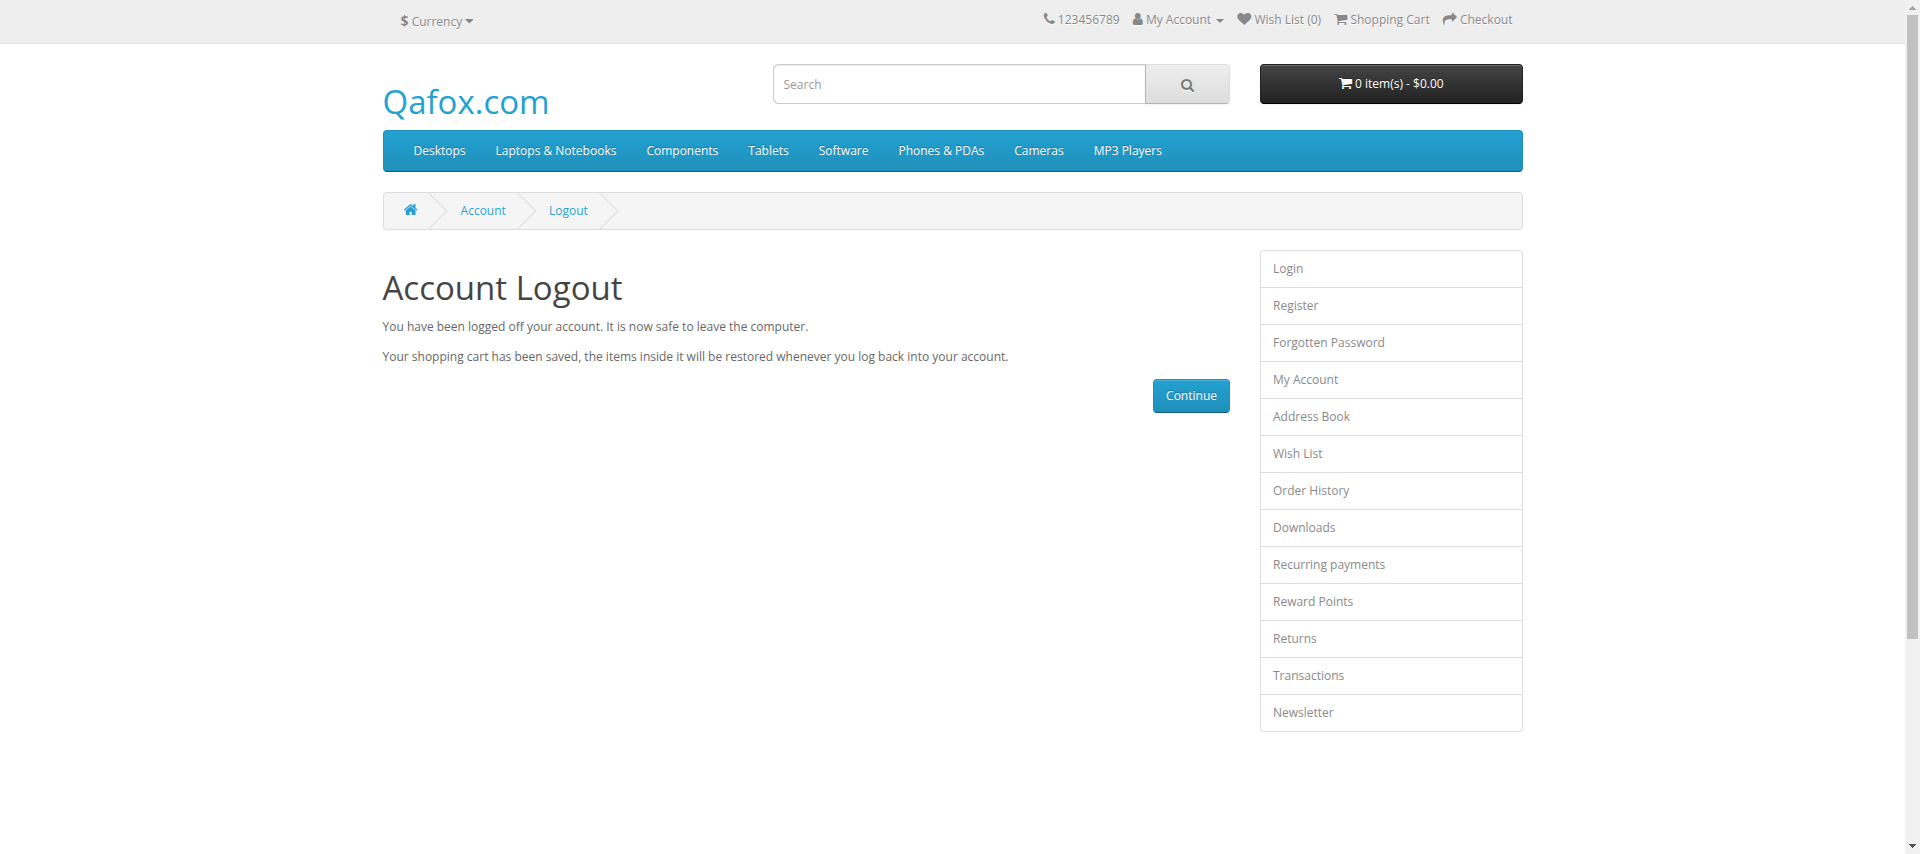 $ Currency
123456789 My Account Wish List (0) Shopping Cart Checkout
Qafox.com
Search
0 item(s) - $0.00
Desktops Laptops & Notebooks Components Tablets Software Phones & PDAs Cameras MP3 Players
Account Logout
Account Logout
You have been logged off your account. It is now safe to leave the computer.
Your shopping cart has been saved, the items inside it will be restored whenever you log back into your account.
Continue
Login
Register
Forgotten Password
My Account
Address Book
Wish List
Order History
Downloads
Recurring payments
Reward Points
Returns
Transactions
Newsletter